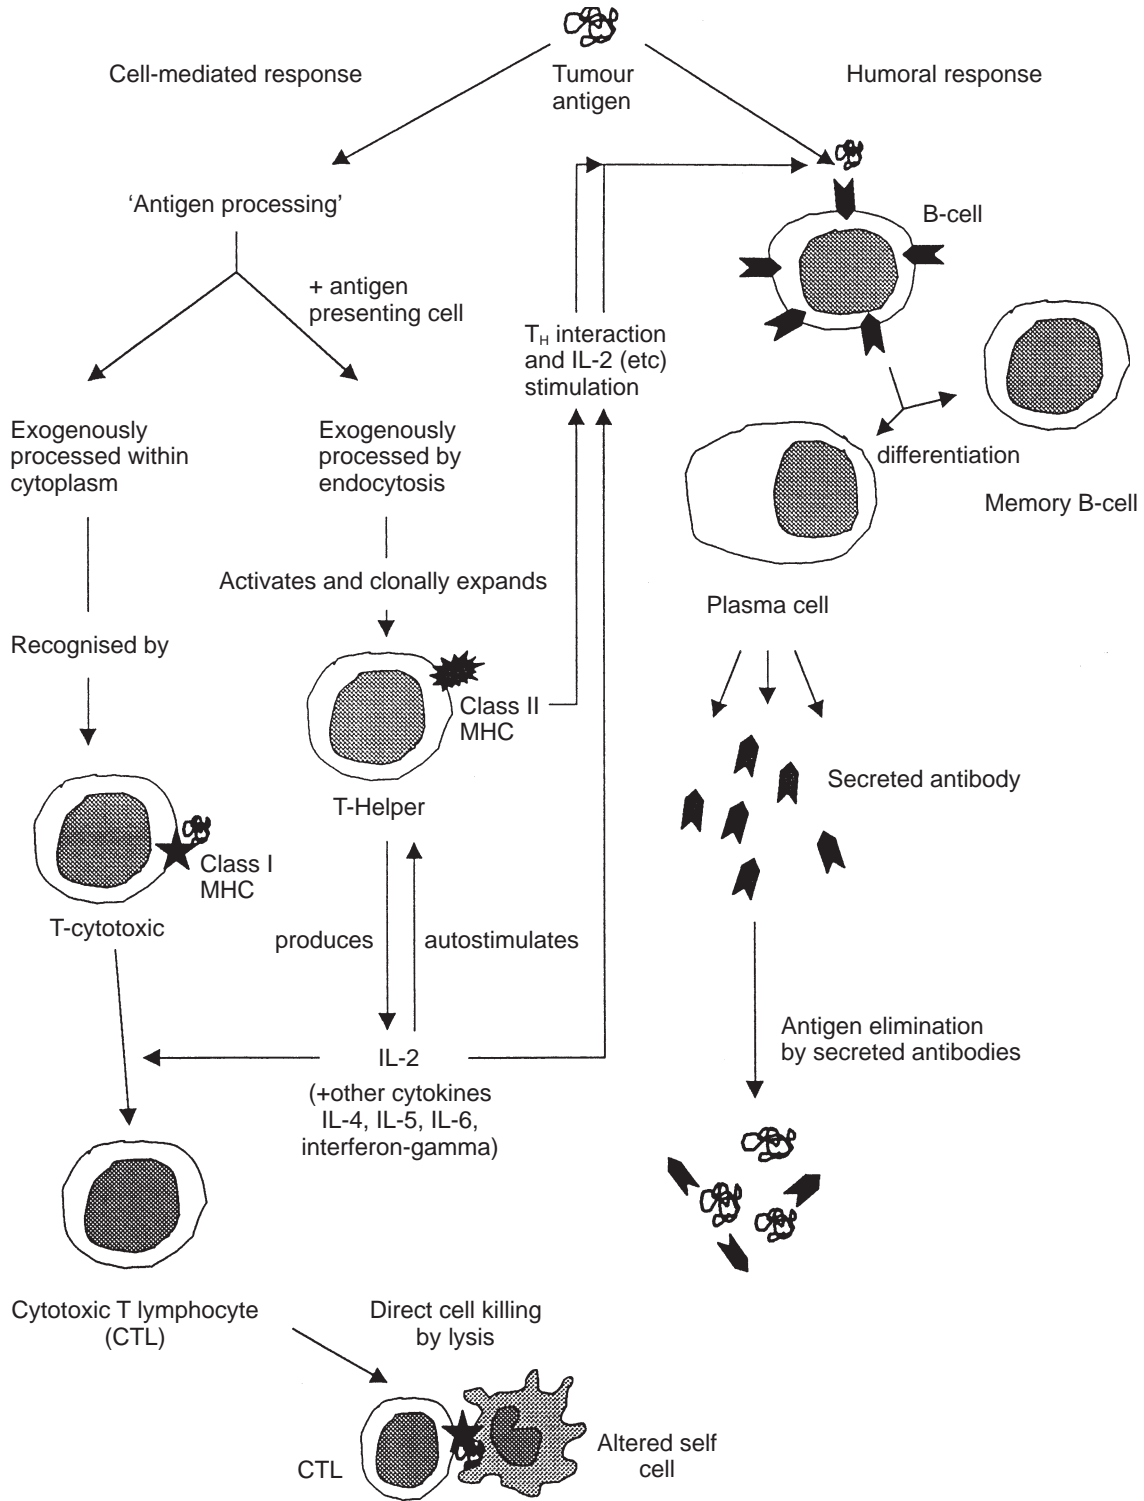 Cell-mediated response
Tumour
antigen
Humoral response
‘Antigen processing’
+ antigen
presenting cell
B-cell
TH interaction
and IL-2 (etc)
stimulation
Exogenously
processed within
cytoplasm
Exogenously
processed by
endocytosis
differentiation
Memory B-cell
Activates and clonally expands
Plasma cell
Recognised by
Class II
MHC
T-Helper
Secreted antibody
Class I
MHC
T-cytotoxic
produces
autostimulates
IL-2
(+other cytokines
IL-4, IL-5, IL-6,
interferon-gamma)
Antigen elimination
by secreted antibodies
Cytotoxic T lymphocyte
(CTL)
Direct cell killing
by lysis
CTL
Altered self
cell